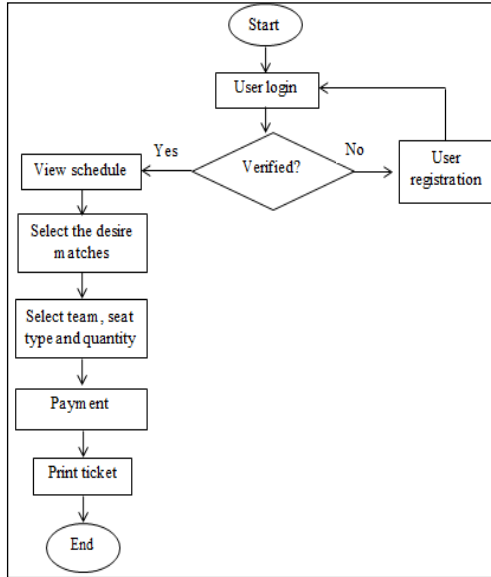 Start
User login
Yes
No
Verified?
View schedule
User
registration
Select the desire
matches
Select team, seat
type and quantity
Payment
Print ticket
End